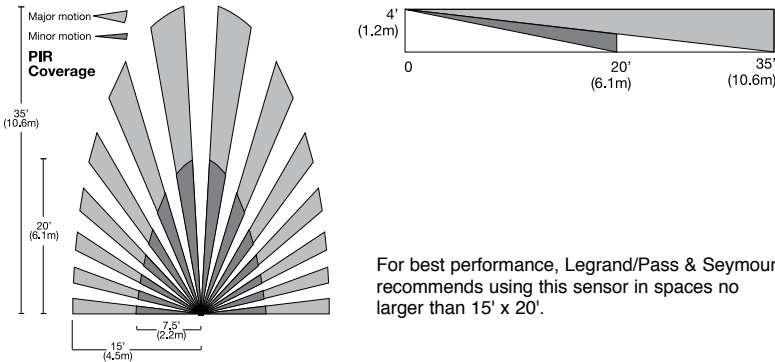 Major motion
Minor motion
PIR
Coverage
35'
(10.6m)
20'
(6.1m)
7.5'
(2.2m)
15'
(4.5m)
4'
(1.2m)
0
20'
(6.1m)
35'
(10.6m)
For best performance, Legrand/Pass & Seymour
recommends using this sensor in spaces no
larger than 15' x 20'.